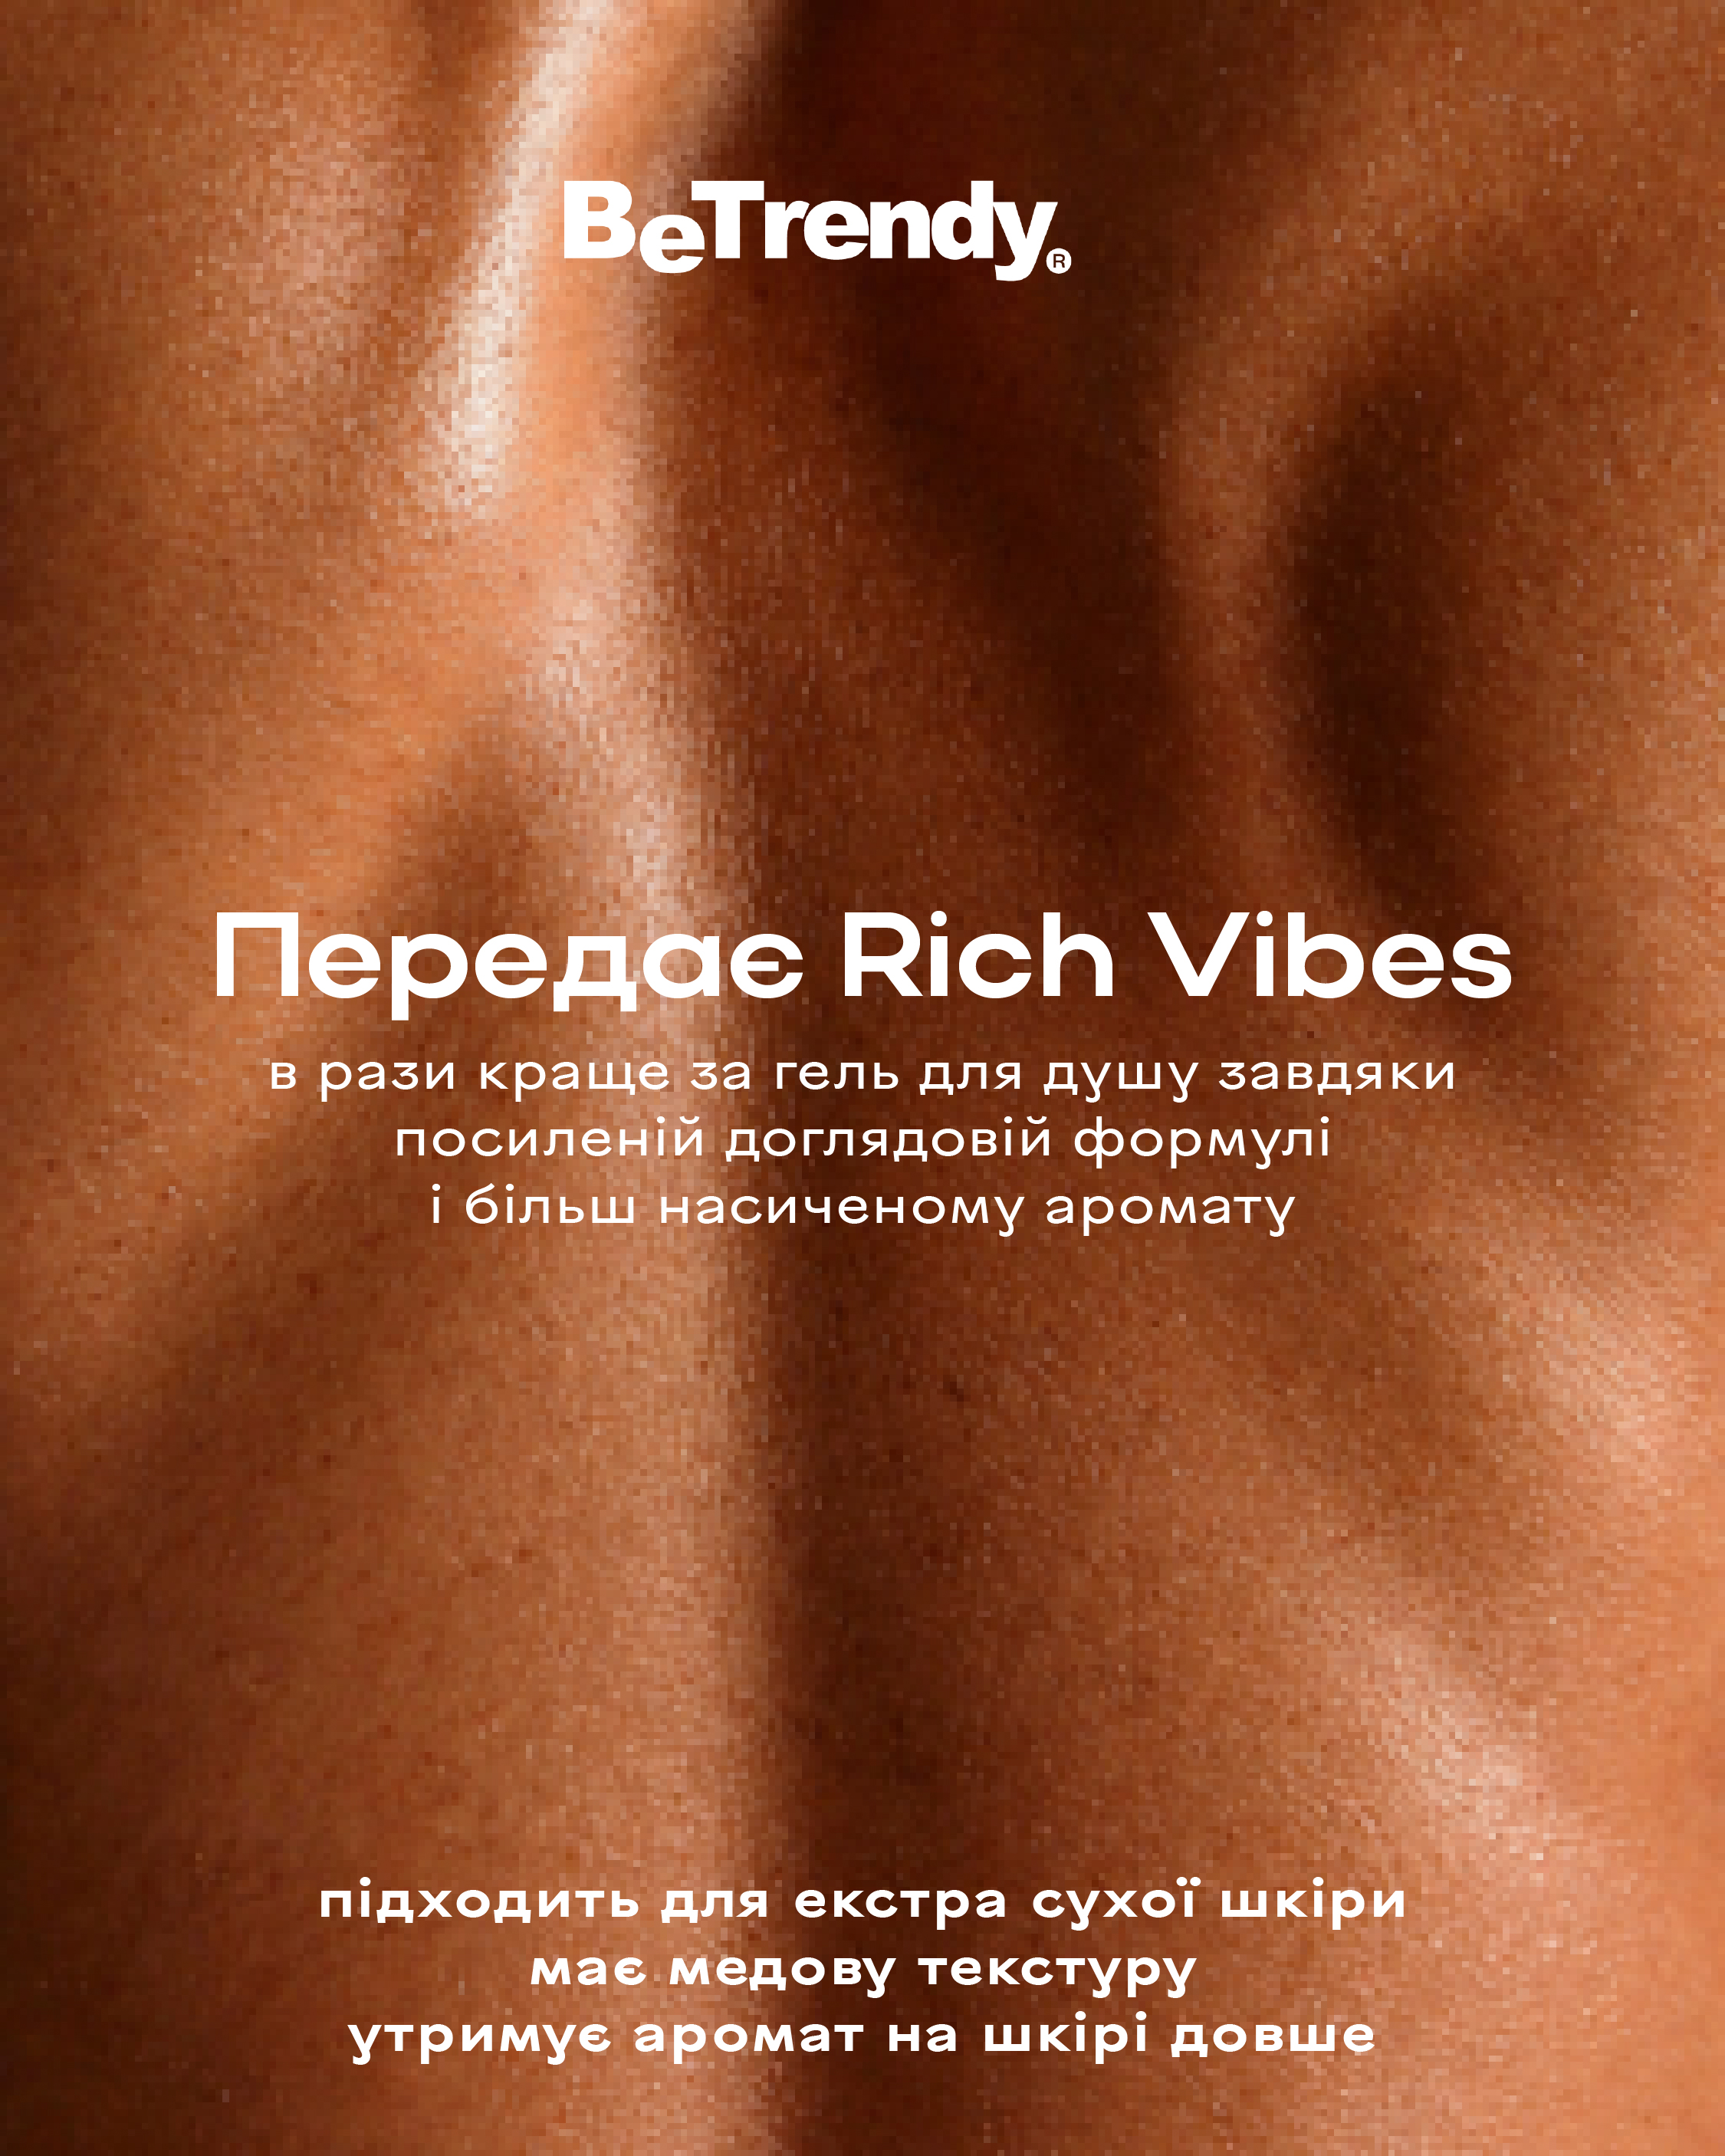 BeTrendy®
Передає Rich Vibes
в рази краще за гель для душу завдяки
посиленій доглядовій формулі
і більш насиченому аромату
підходить для екстра сухої шкіри
має медову текстуру
утримує аромат на шкірі довше